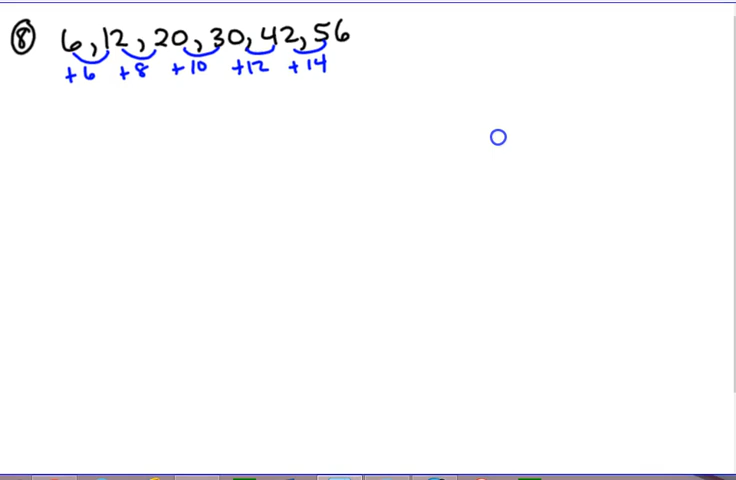 ⑧ 6, 12, 20, 30, 42, 56
+6 +8 +10 +12 +14